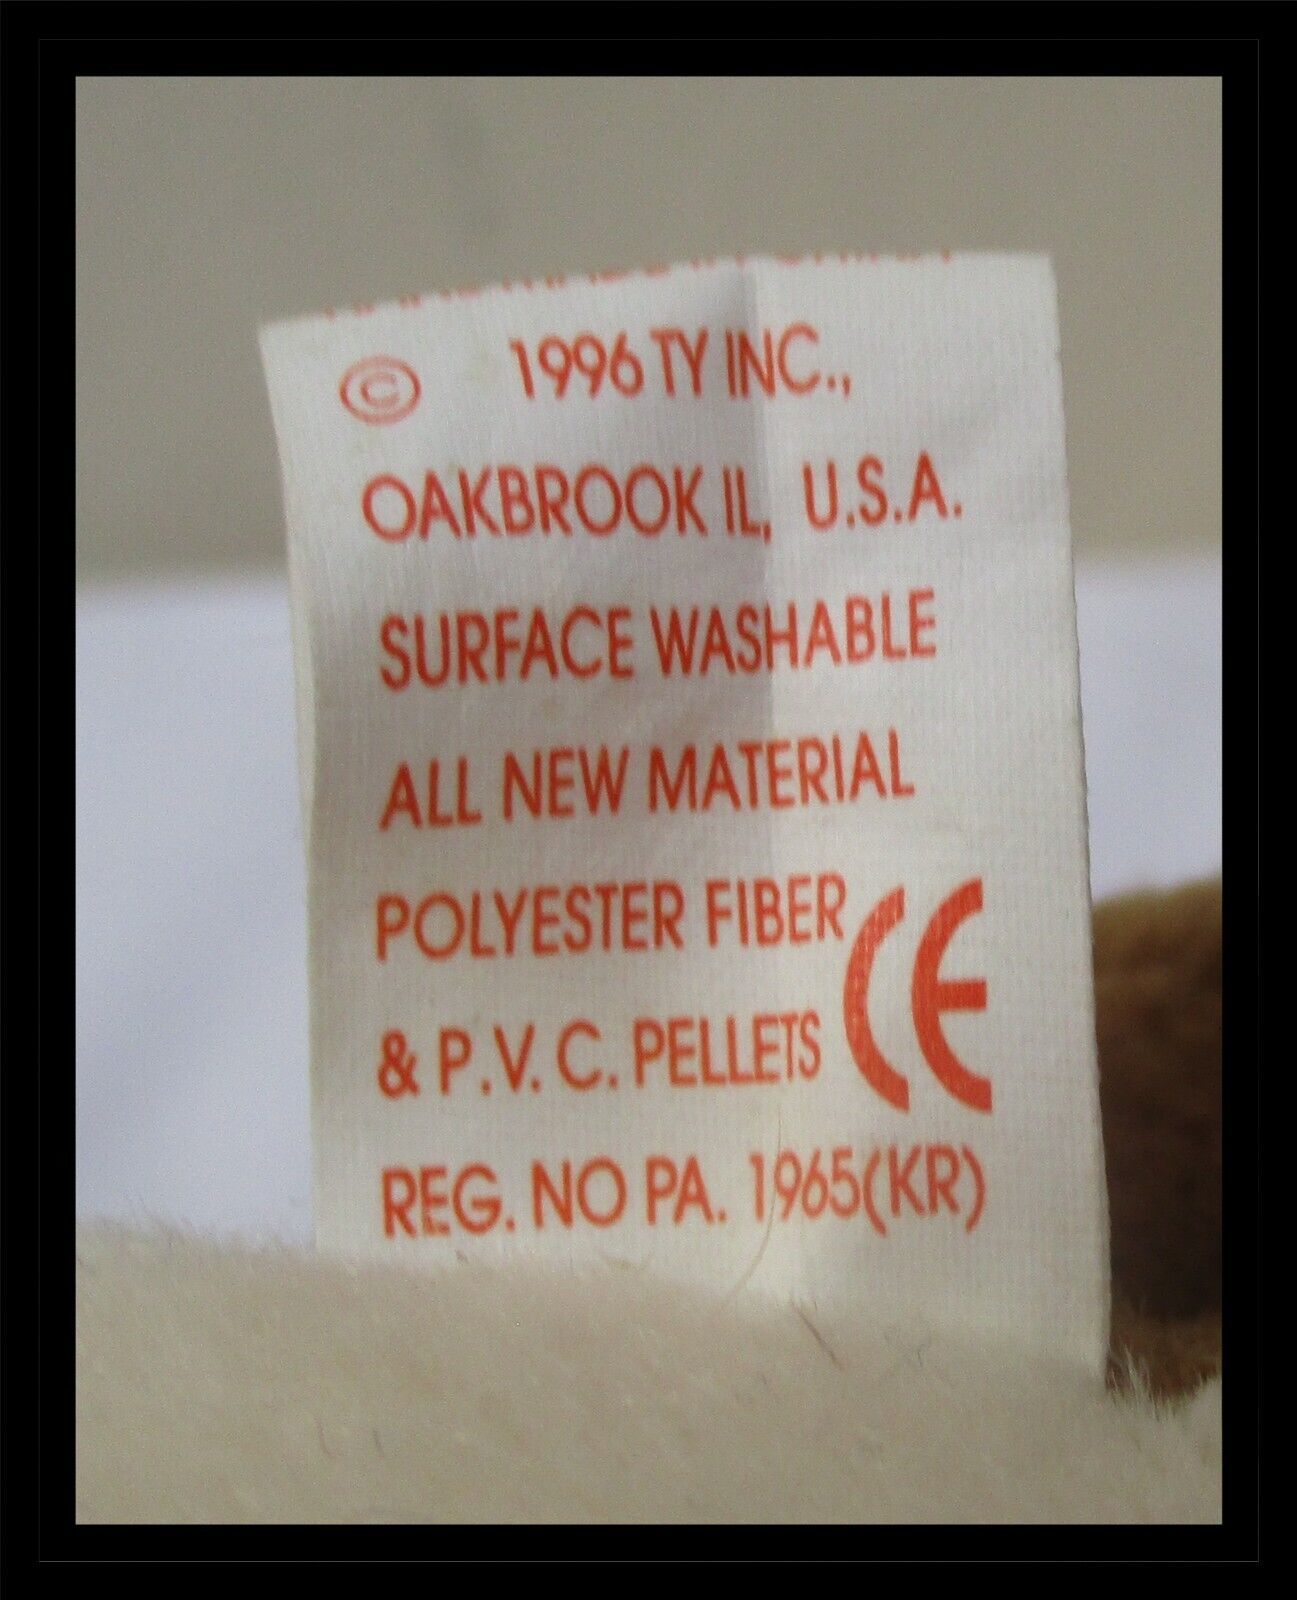 © 1996 TY INC.,
OAKBROOK IL, U.S.A.
SURFACE WASHABLE
ALL NEW MATERIAL
POLYESTER FIBER
& P.V.C. PELLETS CE
REG. NO PA. 1965(KR)